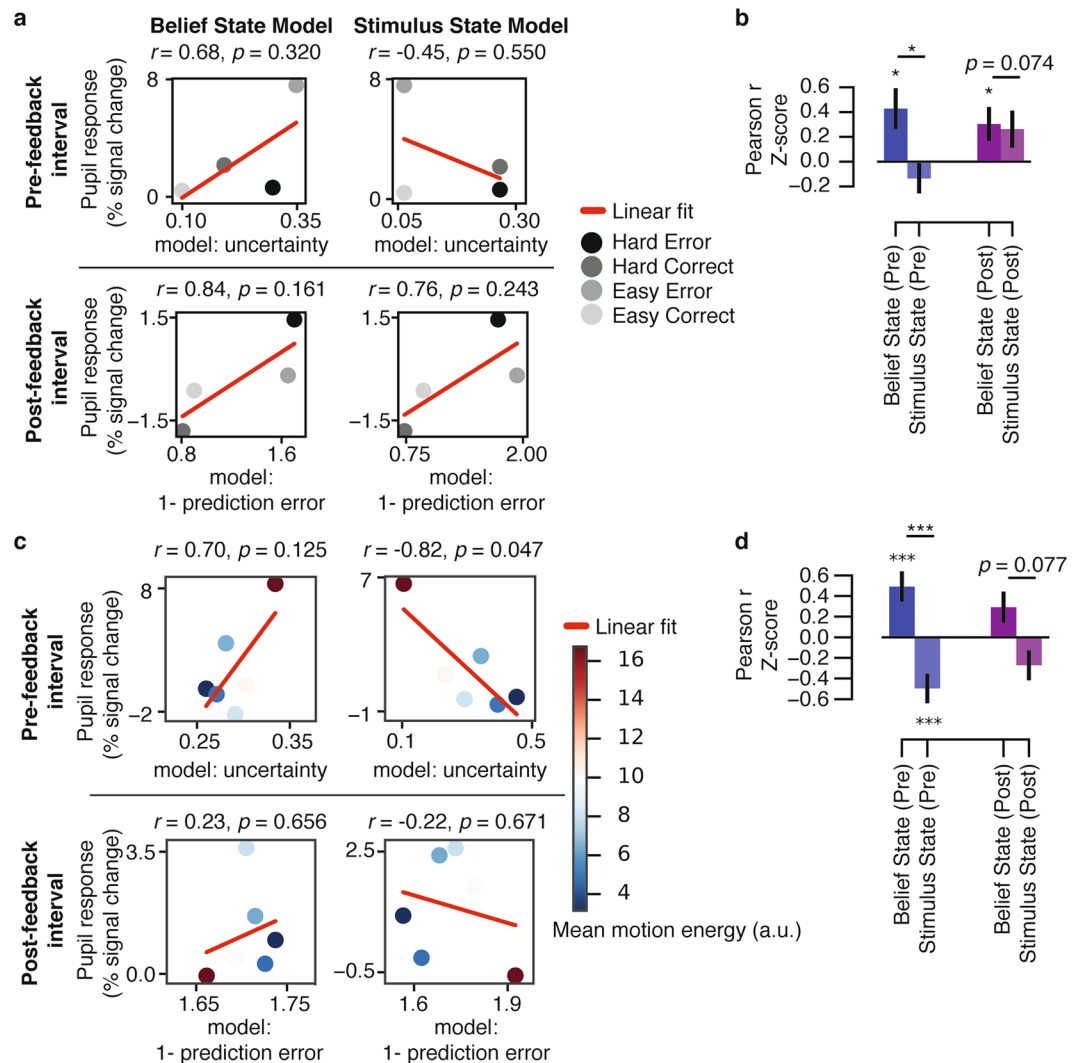 a
Belief State Model
Stimulus State Model
r = 0.68, p = 0.320
r = -0.45, p = 0.550
Pre-feedback
interval
Pupil response
(% signal change)
8
0
0.10
0.35
model: uncertainty
8
0
0.05
0.30
model: uncertainty
Linear fit
Hard Error
Hard Correct
Easy Error
Easy Correct
r = 0.84, p = 0.161
r = 0.76, p = 0.243
Post-feedback
interval
Pupil response
(% signal change)
1.5
−1.5
0.8
1.6
model:
1- prediction error
1.5
−1.5
0.75
2.00
model:
1- prediction error
b
Pearson r
Z-score
0.6
0.4
0.2
0.0
−0.2
*
*
*
p = 0.074
Belief State (Pre)
Stimulus State (Pre)
Belief State (Post)
Stimulus State (Post)
c
r = 0.70, p = 0.125
r = -0.82, p = 0.047
Pre-feedback
interval
Pupil response
(% signal change)
8
−2
0.25
0.35
model: uncertainty
7
−1
0.1
0.5
model: uncertainty
Linear fit
16
14
12
10
8
6
4
Mean motion energy (a.u.)
r = 0.23, p = 0.656
r = -0.22, p = 0.671
Post-feedback
interval
Pupil response
(% signal change)
3.5
0.0
1.65
1.75
model:
1- prediction error
2.5
−0.5
1.6
1.9
model:
1- prediction error
d
Pearson r
Z-score
0.6
0.4
0.2
0.0
−0.2
−0.4
−0.6
***
***
***
p = 0.077
Belief State (Pre)
Stimulus State (Pre)
Belief State (Post)
Stimulus State (Post)